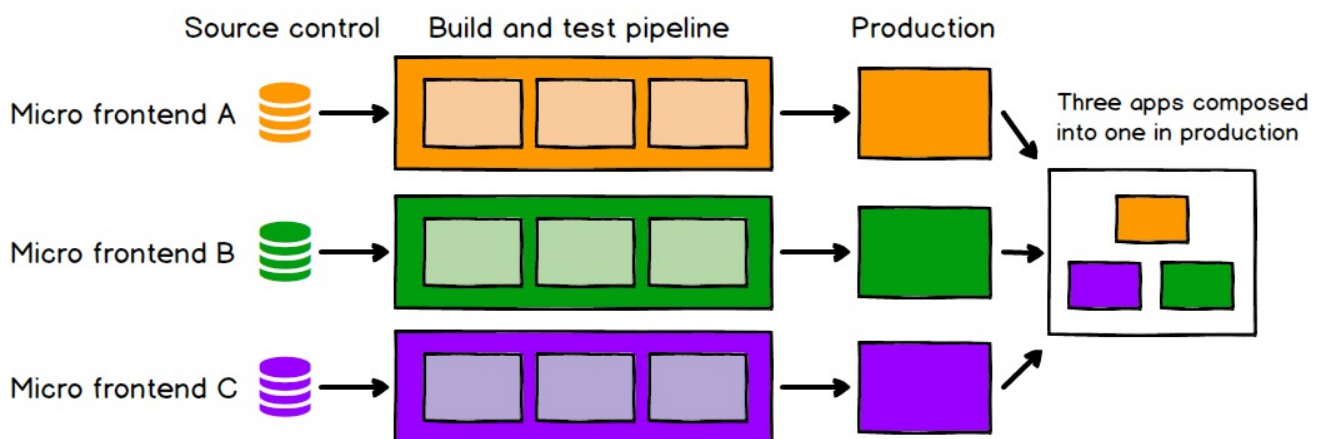 Source control
Build and test pipeline
Production
Micro frontend A
Three apps composed
into one in production
Micro frontend B
Micro frontend C